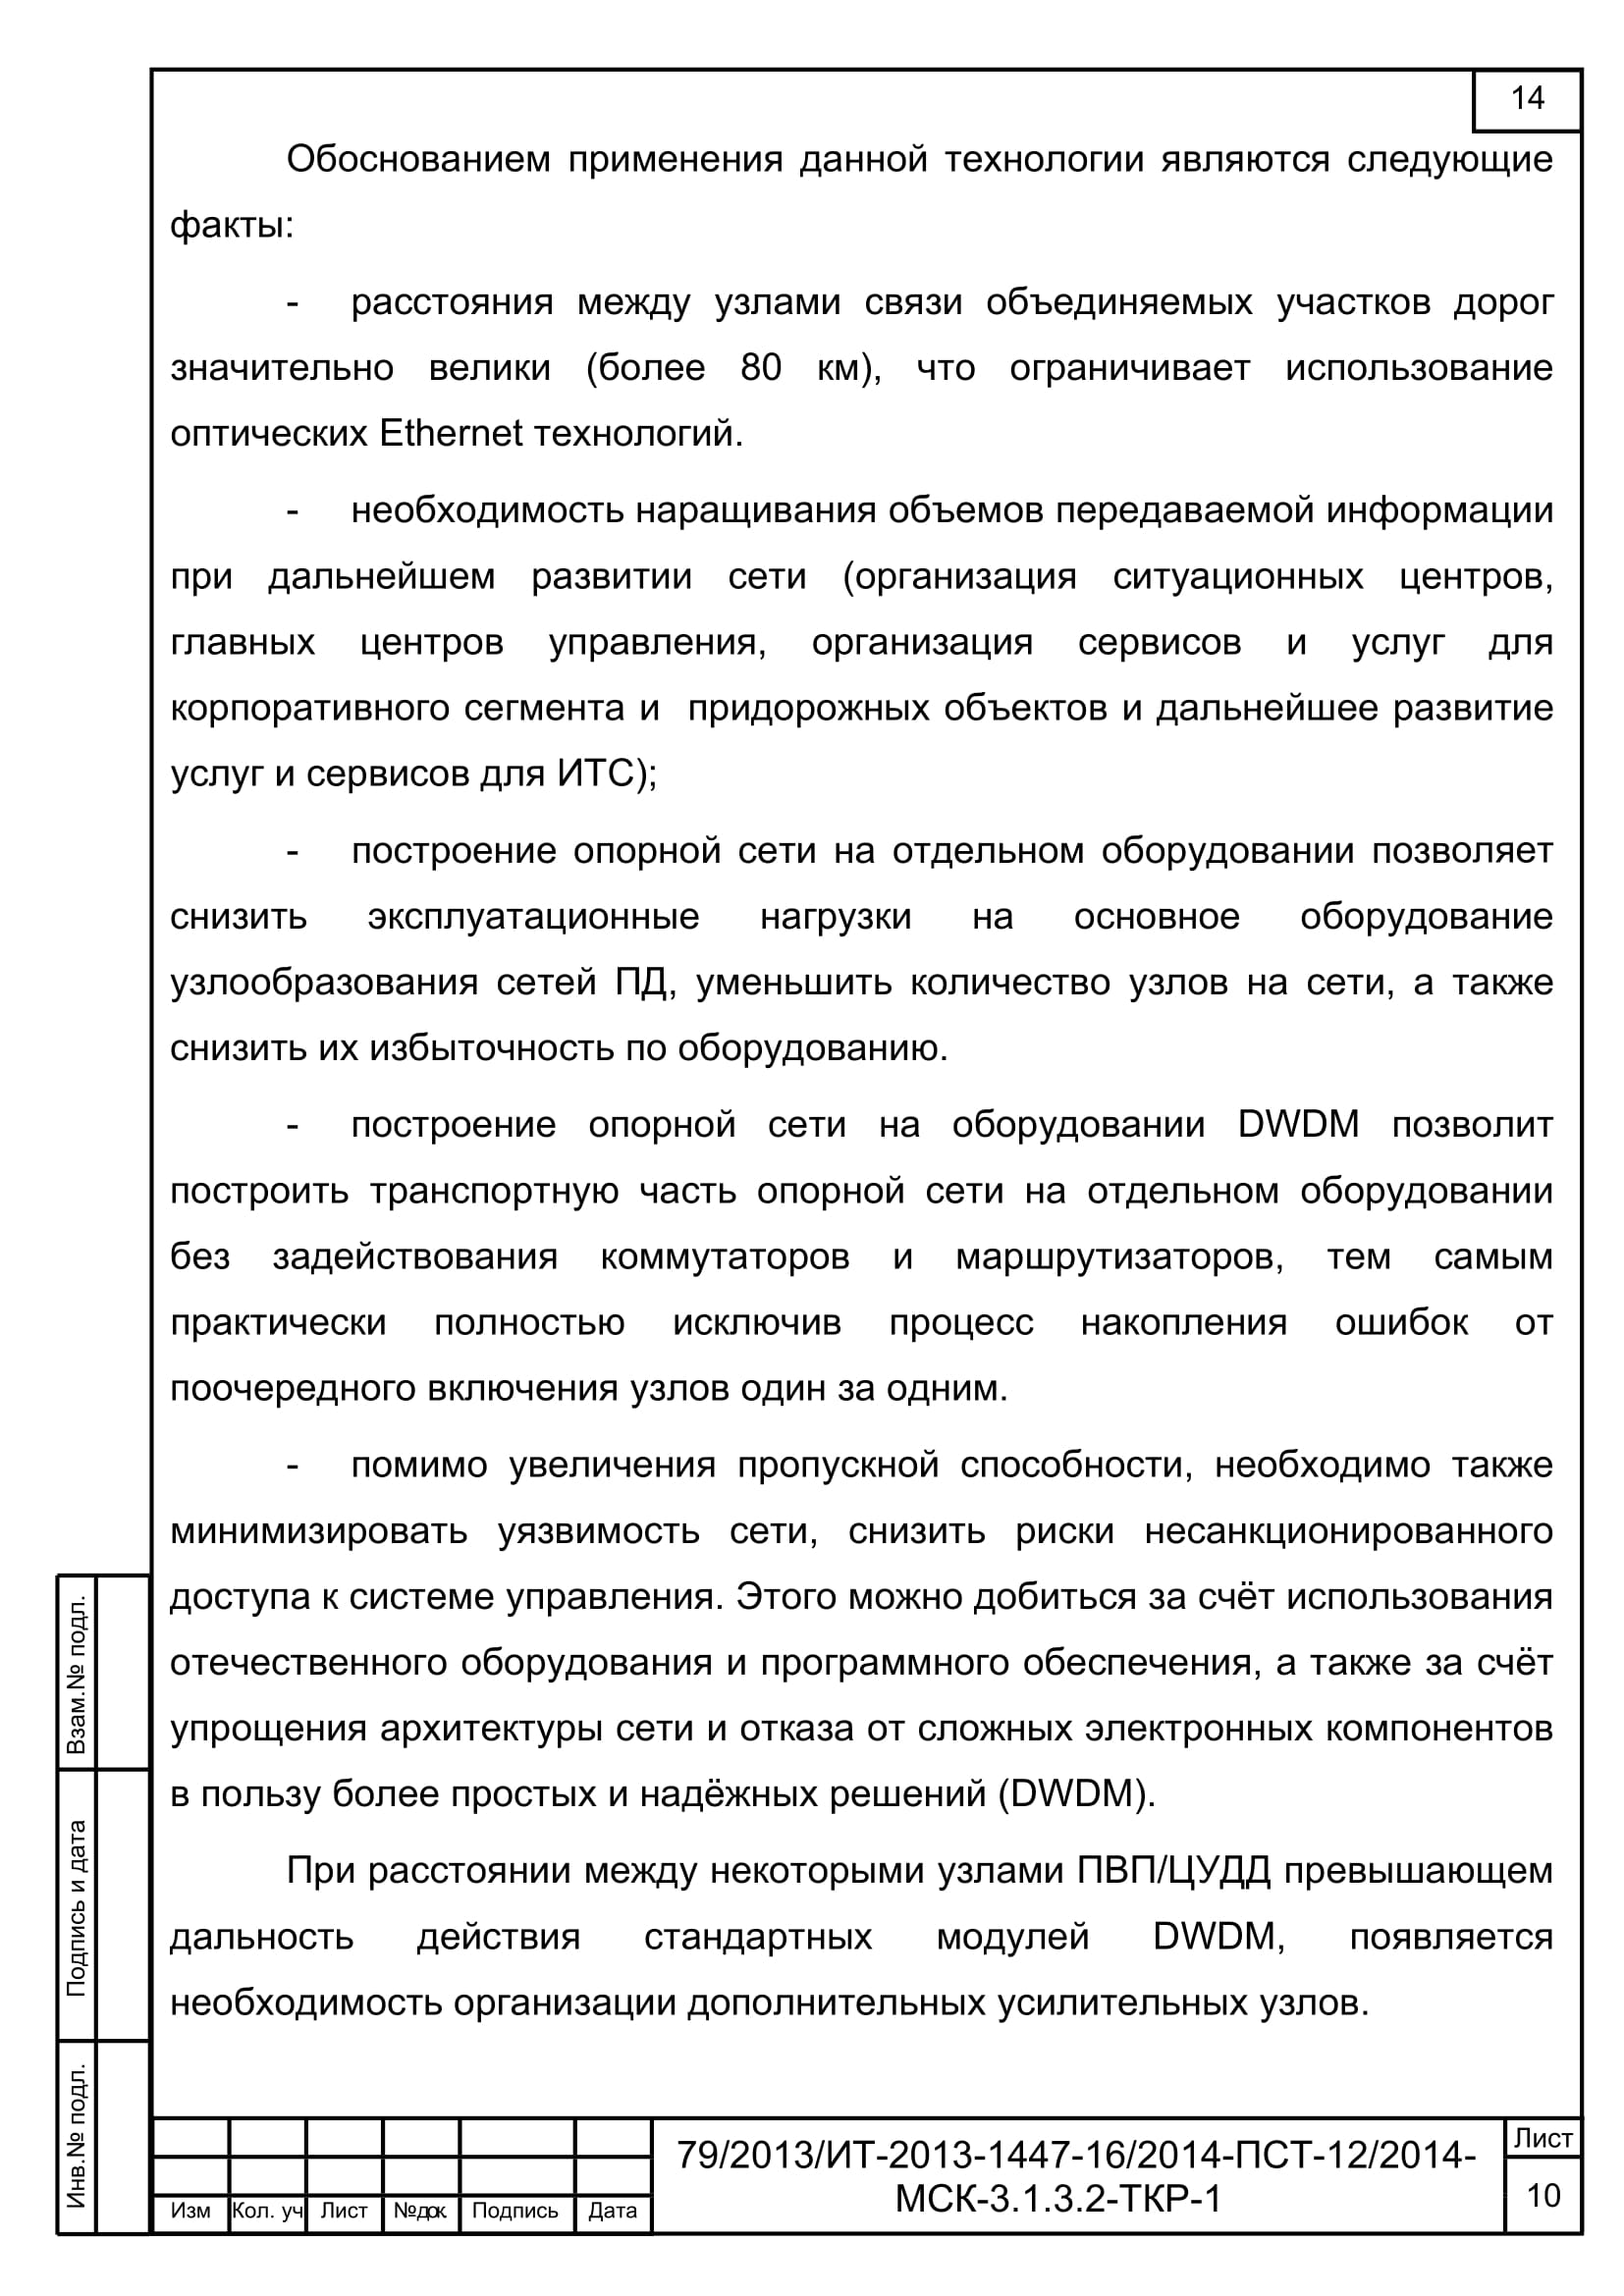 14
Обоснованием применения данной технологии являются следующие
факты:
- расстояния между узлами связи объединяемых участков дорог
значительно велики (более 80 км), что ограничивает использование
оптических Ethernet технологий.
- необходимость наращивания объемов передаваемой информации
при дальнейшем развитии сети (организация ситуационных центров,
главных центров управления, организация сервисов и услуг для
корпоративного сегмента и придорожных объектов и дальнейшее развитие
услуг и сервисов для ИТС);
- построение опорной сети на отдельном оборудовании позволяет
снизить эксплуатационные нагрузки на основное оборудование
узлообразования сетей ПД, уменьшить количество узлов на сети, а также
снизить их избыточность по оборудованию.
- построение опорной сети на оборудовании DWDM позволит
построить транспортную часть опорной сети на отдельном оборудовании
без задействования коммутаторов и маршрутизаторов, тем самым
практически полностью исключив процесс накопления ошибок от
поочередного включения узлов один за одним.
- помимо увеличения пропускной способности, необходимо также
минимизировать уязвимость сети, снизить риски несанкционированного
доступа к системе управления. Этого можно добиться за счёт использования
отечественного оборудования и программного обеспечения, а также за счёт
упрощения архитектуры сети и отказа от сложных электронных компонентов
в пользу более простых и надёжных решений (DWDM).
При расстоянии между некоторыми узлами ПВП/ЦУДД превышающем
дальность действия стандартных модулей DWDM, появляется
необходимость организации дополнительных усилительных узлов.
Взам.№ подл.
Подпись и дата
Инв.№ подл.
Изм Кол. уч Лист №док. Подпись Дата
79/2013/ИТ-2013-1447-16/2014-ПСТ-12/2014-
МСК-3.1.3.2-ТКР-1
Лист
10